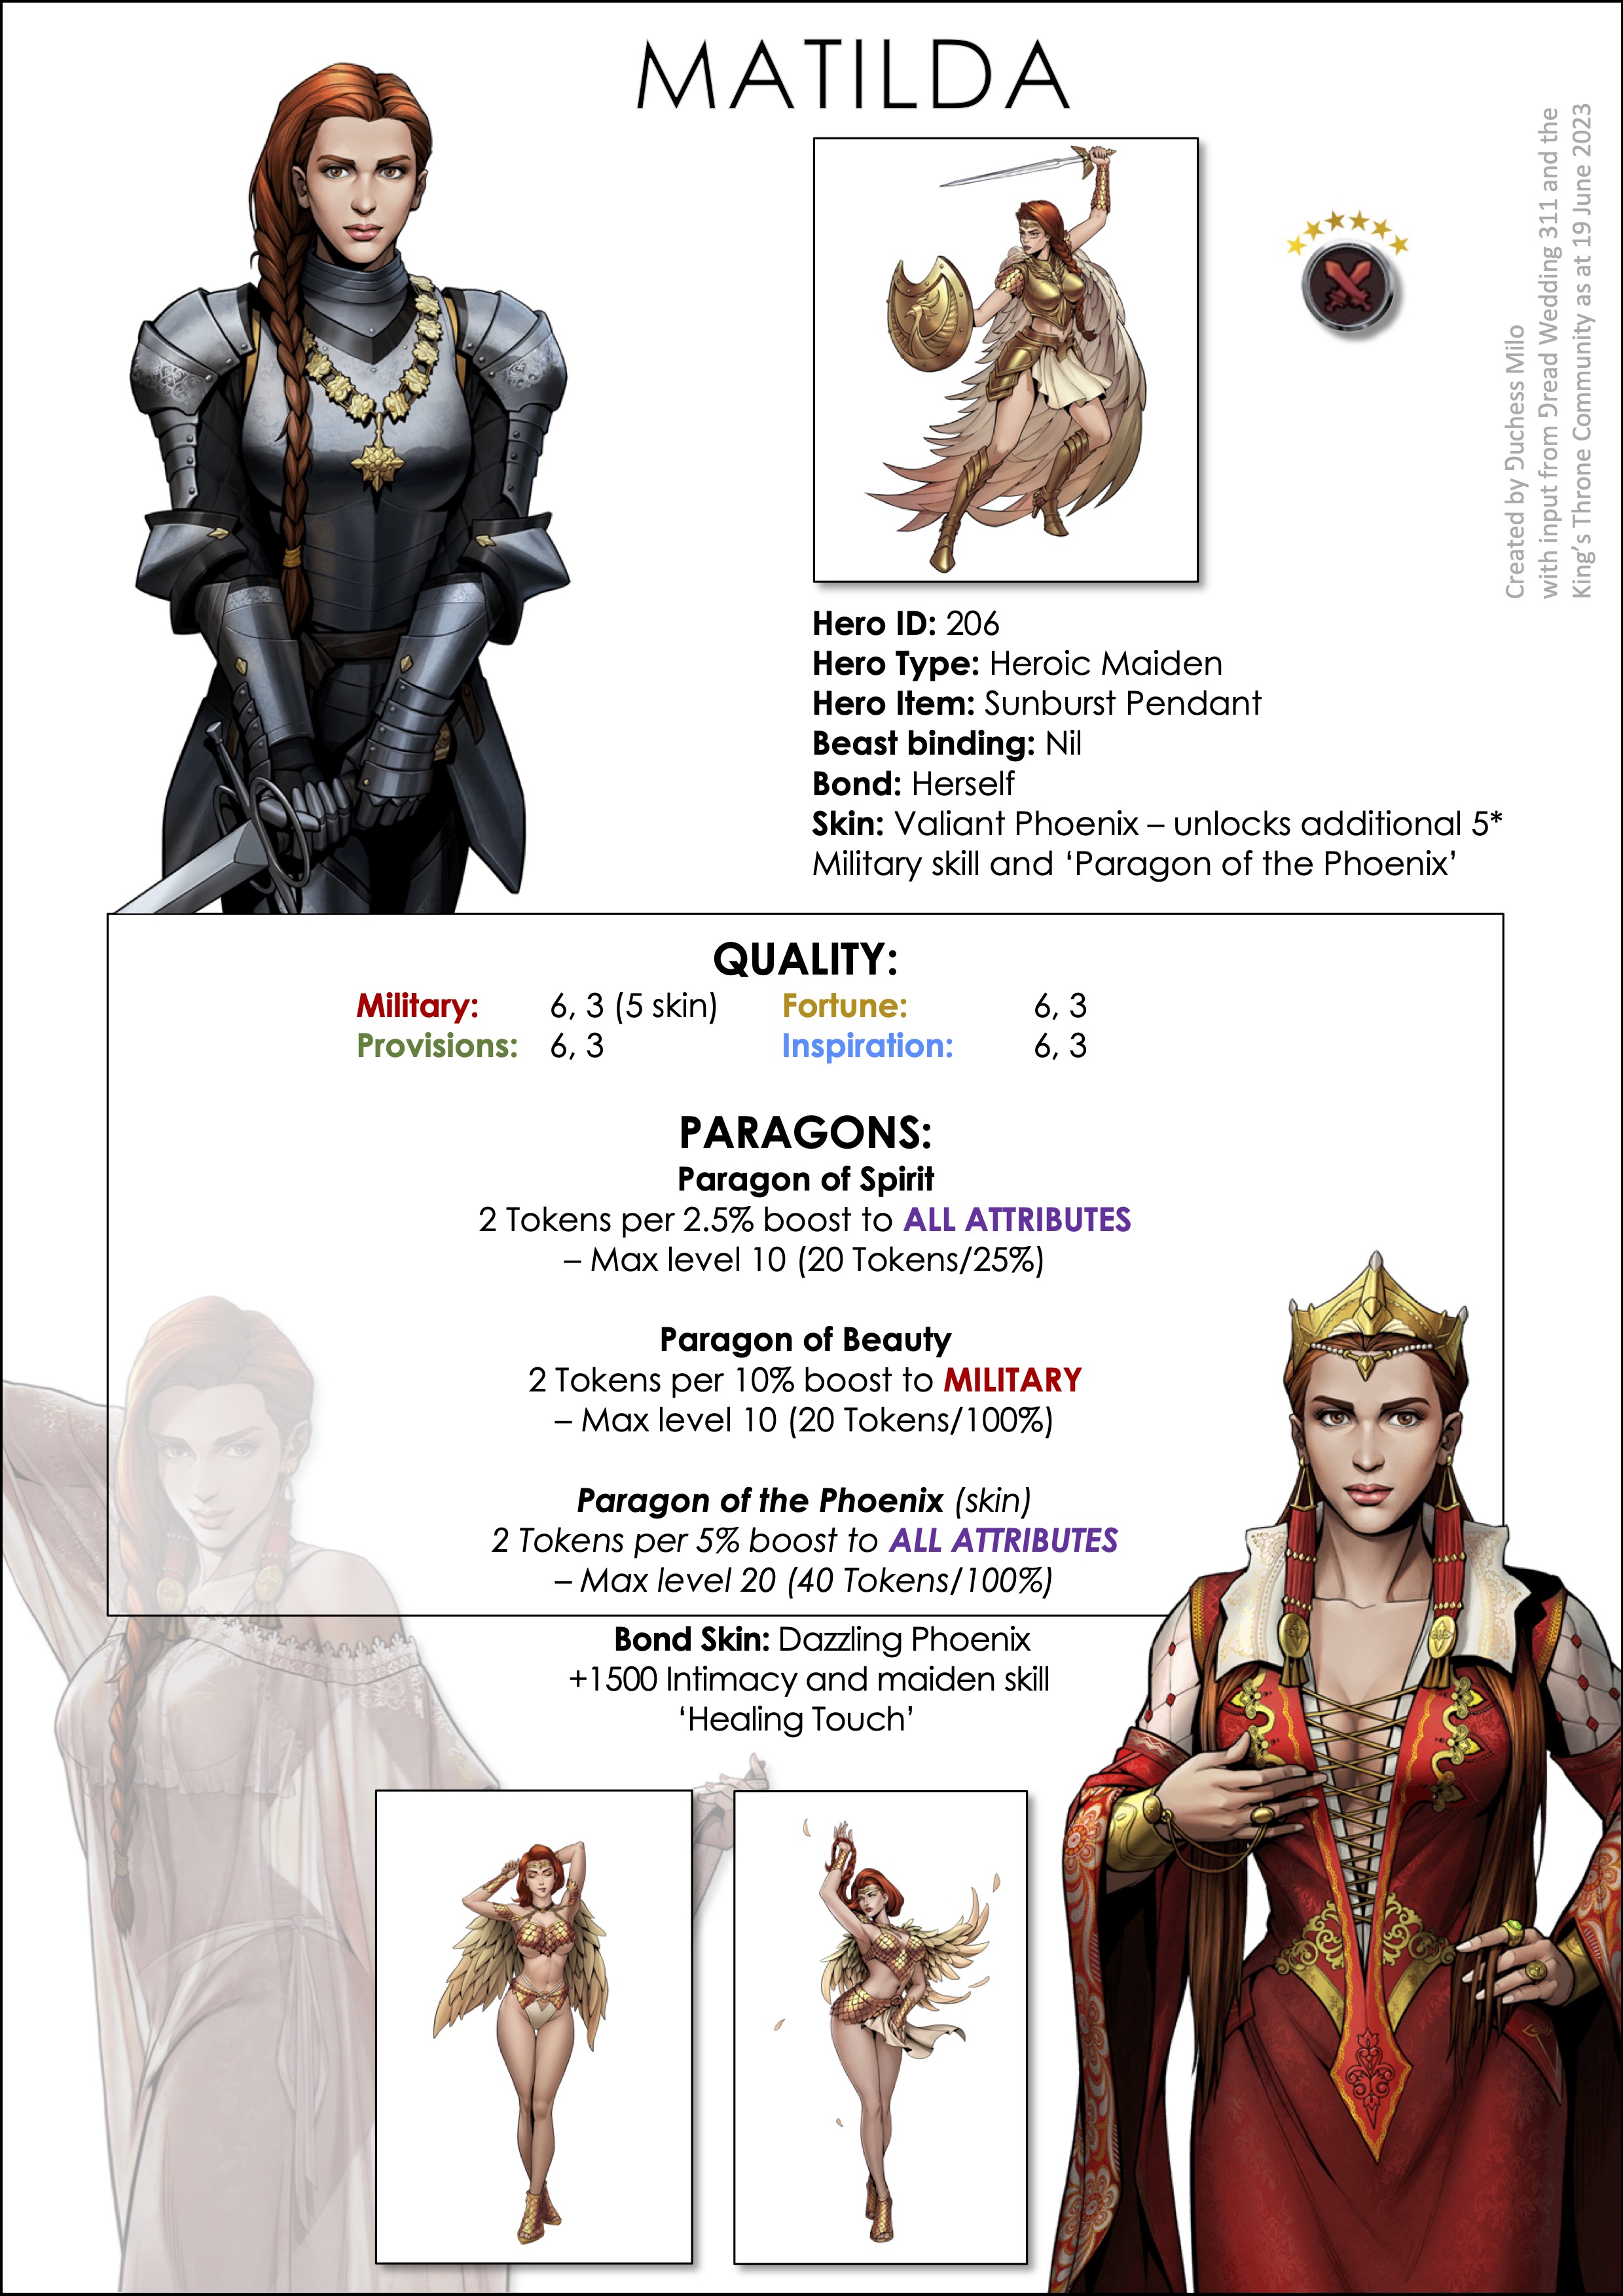 MATILDA
Created by Duchess Milo
with input from Dread Wedding 311 and the
King's Throne Community as at 19 June 2023
Hero ID: 206
Hero Type: Heroic Maiden
Hero Item: Sunburst Pendant
Beast binding: Nil
Bond: Herself
Skin: Valiant Phoenix – unlocks additional 5*
Military skill and ‘Paragon of the Phoenix’
QUALITY:
Military: 6, 3 (5 skin) Fortune: 6, 3
Provisions: 6, 3 Inspiration: 6, 3
PARAGONS:
Paragon of Spirit
2 Tokens per 2.5% boost to ALL ATTRIBUTES
– Max level 10 (20 Tokens/25%)
Paragon of Beauty
2 Tokens per 10% boost to MILITARY
– Max level 10 (20 Tokens/100%)
Paragon of the Phoenix (skin)
2 Tokens per 5% boost to ALL ATTRIBUTES
– Max level 20 (40 Tokens/100%)
Bond Skin: Dazzling Phoenix
+1500 Intimacy and maiden skill
‘Healing Touch’